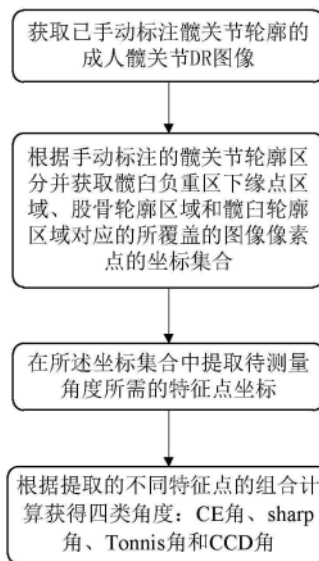 获取已手动标注髋关节轮廓的
成人髋关节DR图像
根据手动标注的髋关节轮廓区
分并获取髋臼负重区下缘点区
域、股骨轮廓区域和髋臼轮廓
区域对应的所覆盖的图像像素
点的坐标集合
在所述坐标集合中提取待测量
角度所需的特征点坐标
根据提取的不同特征点的组合计
算获得四类角度：CE角、sharp
角、Tonnis角和CCD角